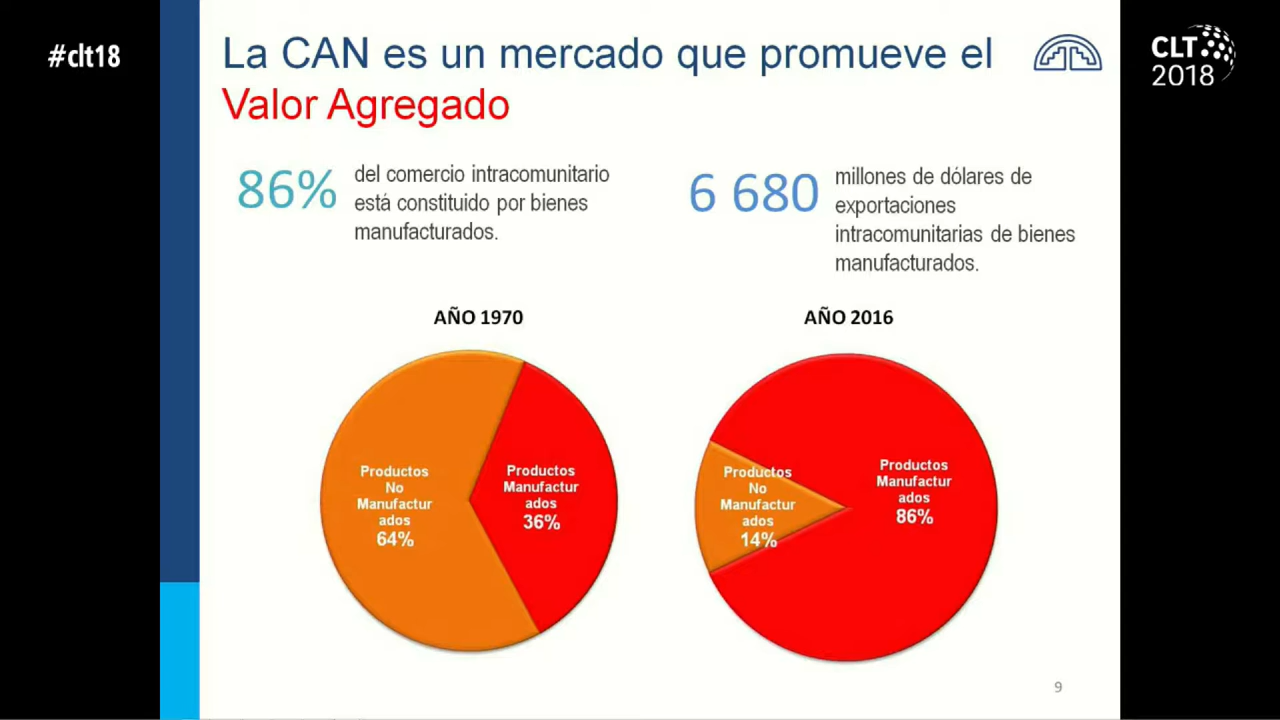 #clt18
La CAN es un mercado que promueve el
Valor Agregado
CLT
2018
86%
del comercio intracomunitario
está constituido por bienes
manufacturados.
6 680
millones de dólares de
exportaciones
intracomunitarias de bienes
manufacturados.
AÑO 1970
Productos
No
Manufactur
ados
64%
Productos
Manufactur
ados
36%
AÑO 2016
Productos
No
Manufactur
ados
14%
Productos
Manufactur
ados
86%
9